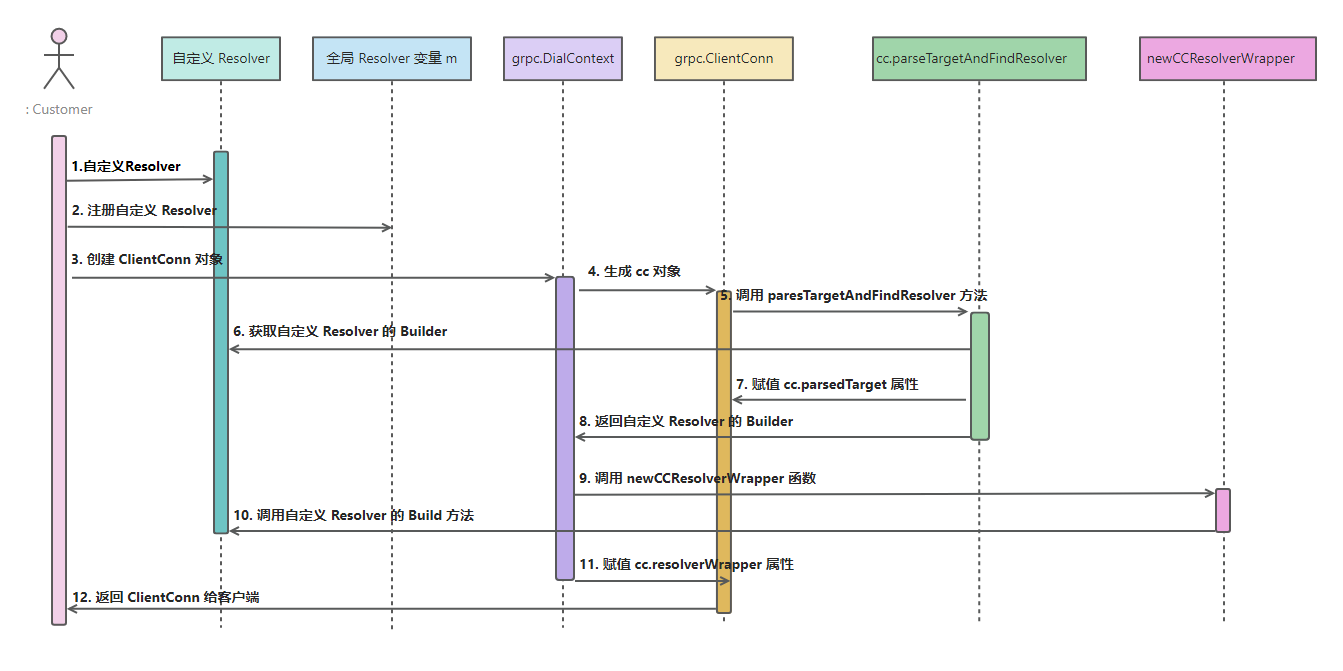 自定义 Resolver
全局 Resolver 变量 m
grpc.DialContext
grpc.ClientConn
cc.parseTargetAndFindResolver
newCCResolverWrapper
: Customer
1.自定义Resolver
2. 注册自定义 Resolver
3. 创建 ClientConn 对象
4. 生成 cc 对象
5. 调用 paresTargetAndFindResolver 方法
6. 获取自定义 Resolver 的 Builder
7. 赋值 cc.parsedTarget 属性
8. 返回自定义 Resolver 的 Builder
9. 调用 newCCResolverWrapper 函数
10. 调用自定义 Resolver 的 Build 方法
11. 赋值 cc.resolverWrapper 属性
12. 返回 ClientConn 给客户端